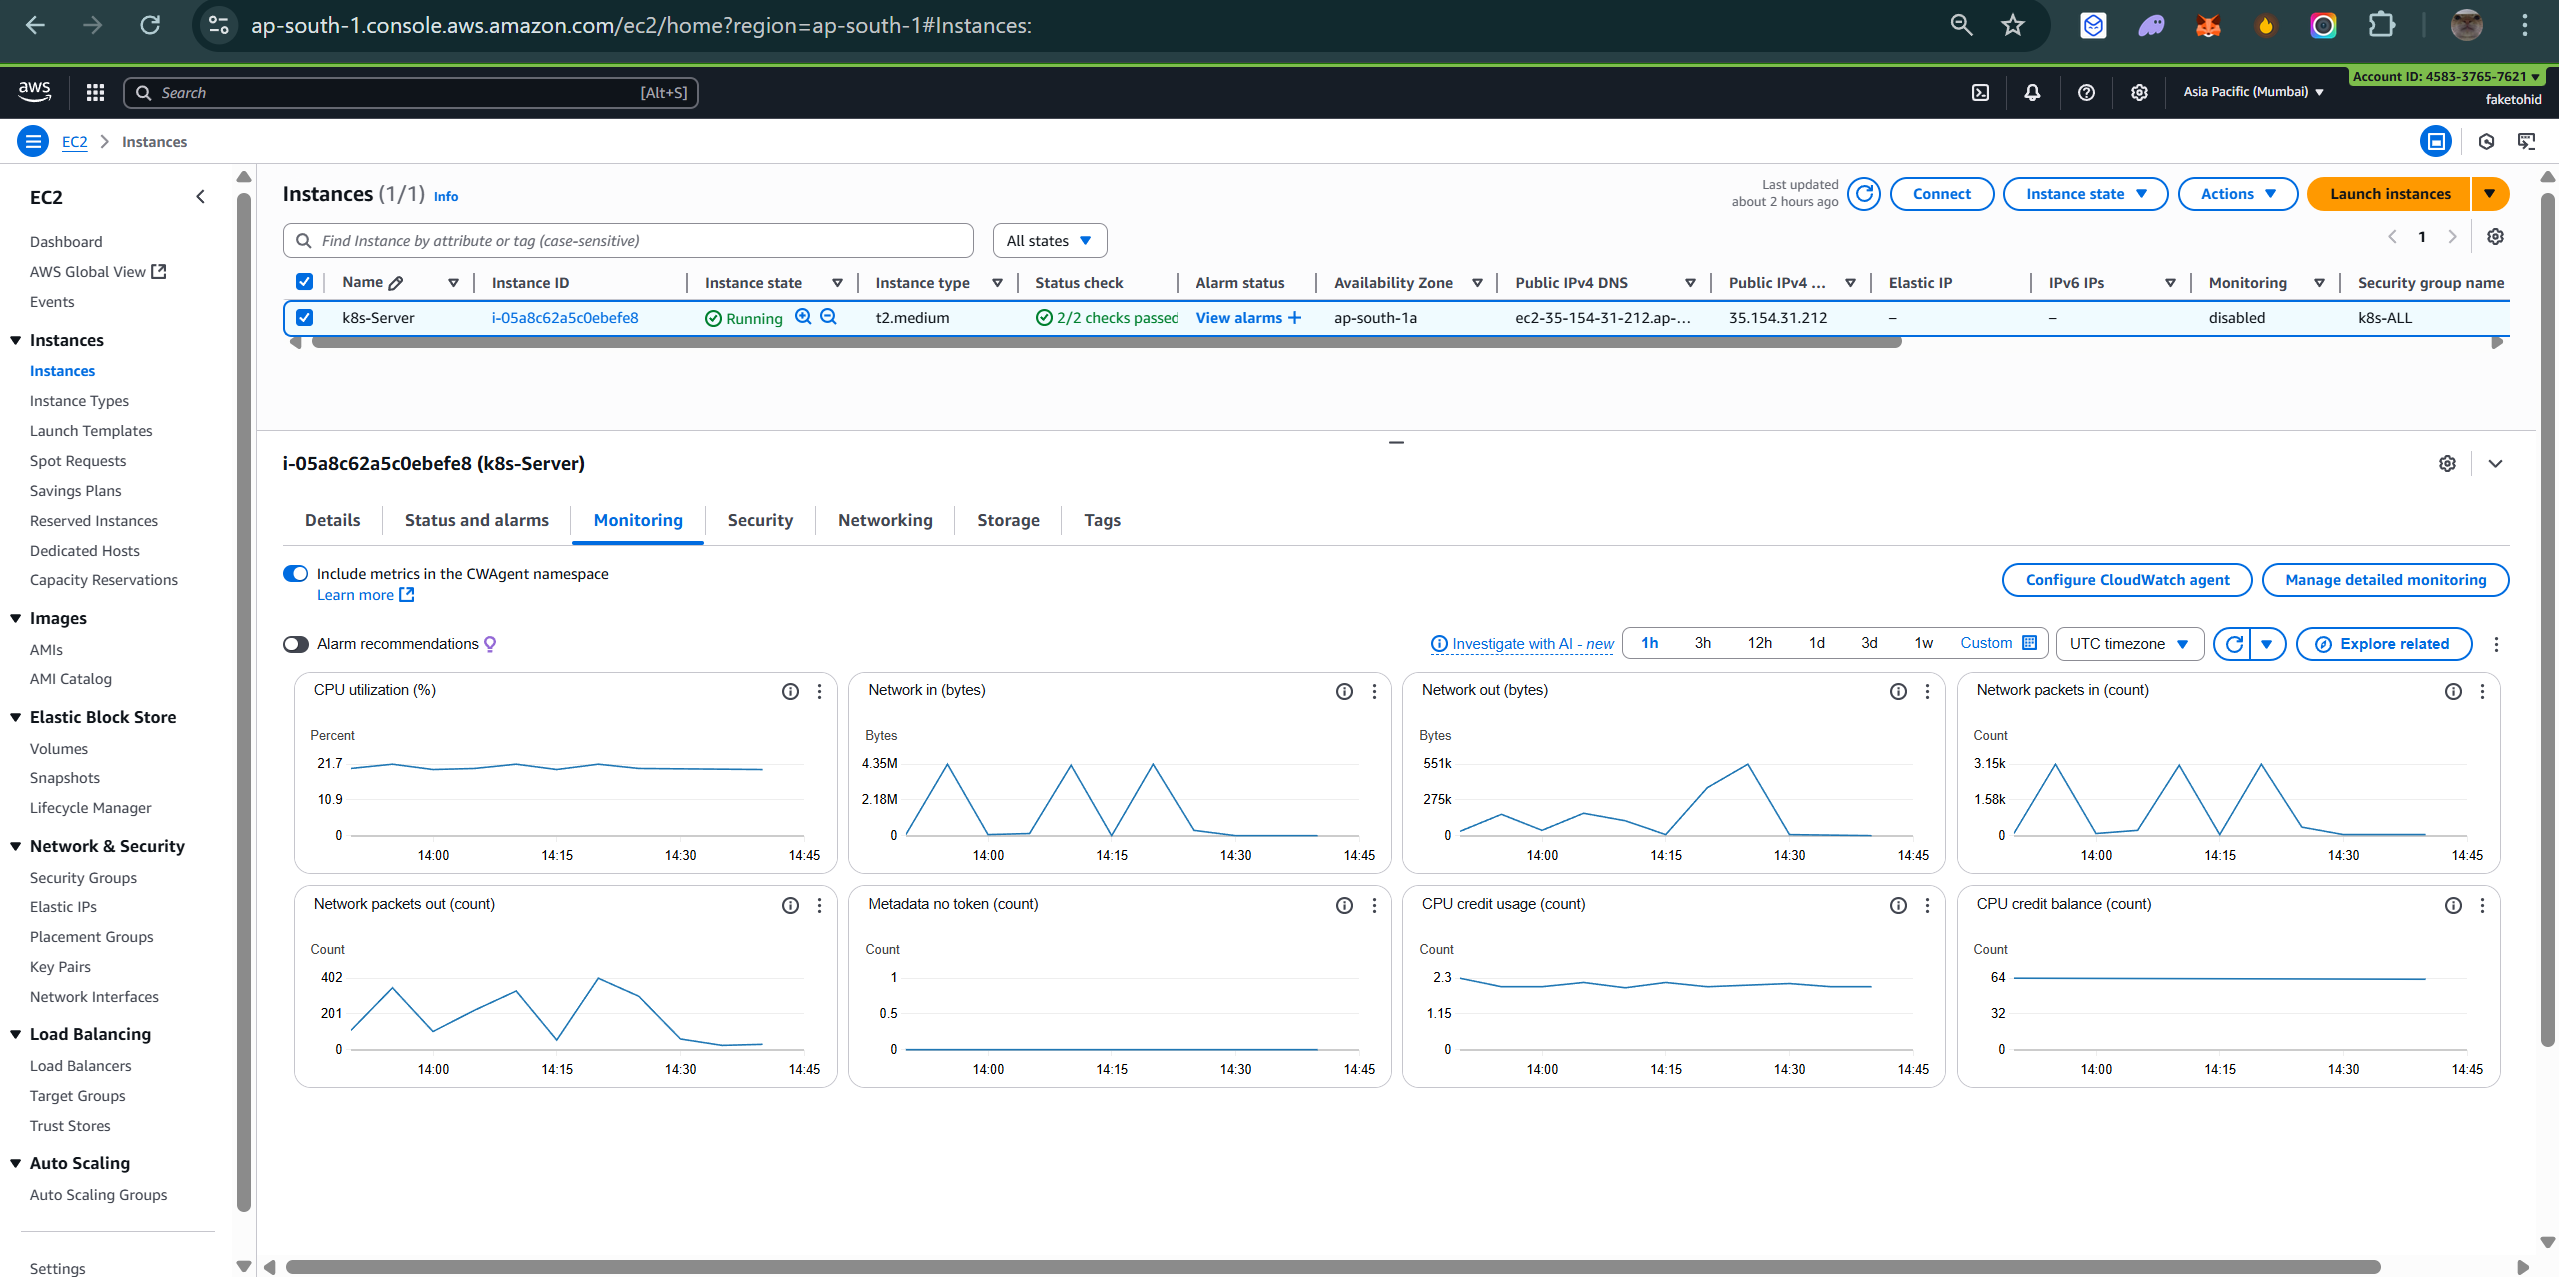 ap-south-1.console.aws.amazon.com/ec2/home?region=ap-south-1#Instances:
aws
Search
[Alt+S]
Asia Pacific (Mumbai)
Account ID: 4583-3765-7621
faketohid
EC2
Instances
EC2
Dashboard
AWS Global View
Events
Instances
Instances
Instance Types
Launch Templates
Spot Requests
Savings Plans
Reserved Instances
Dedicated Hosts
Capacity Reservations
Images
AMIs
AMI Catalog
Elastic Block Store
Volumes
Snapshots
Lifecycle Manager
Network & Security
Security Groups
Elastic IPs
Placement Groups
Key Pairs
Network Interfaces
Load Balancing
Load Balancers
Target Groups
Trust Stores
Auto Scaling
Auto Scaling Groups
Settings
Instances (1/1) Info
Last updated
about 2 hours ago
Connect
Instance state
Actions
Launch instances
Find Instance by attribute or tag (case-sensitive)
All states
1
Name Instance ID Instance state Instance type Status check Alarm status Availability Zone Public IPv4 DNS Public IPv4 ... Elastic IP IPv6 IPs Monitoring Security group name
k8s-Server i-05a8c62a5c0ebefe8 Running t2.medium 2/2 checks passed View alarms + ap-south-1a ec2-35-154-31-212.ap-... 35.154.31.212 – – disabled k8s-ALL
i-05a8c62a5c0ebefe8 (k8s-Server)
Details Status and alarms Monitoring Security Networking Storage Tags
Include metrics in the CWAgent namespace
Learn more
Configure CloudWatch agent
Manage detailed monitoring
Alarm recommendations
Investigate with AI - new
1h 3h 12h 1d 3d 1w Custom
UTC timezone
Explore related
CPU utilization (%)
Percent
21.7
10.9
0
14:00 14:15 14:30 14:45
Network in (bytes)
Bytes
4.35M
2.18M
0
14:00 14:15 14:30 14:45
Network out (bytes)
Bytes
551k
275k
0
14:00 14:15 14:30 14:45
Network packets in (count)
Count
3.15k
1.58k
0
14:00 14:15 14:30 14:45
Network packets out (count)
Count
402
201
0
14:00 14:15 14:30 14:45
Metadata no token (count)
Count
1
0.5
0
14:00 14:15 14:30 14:45
CPU credit usage (count)
Count
2.3
1.15
0
14:00 14:15 14:30 14:45
CPU credit balance (count)
Count
64
32
0
14:00 14:15 14:30 14:45